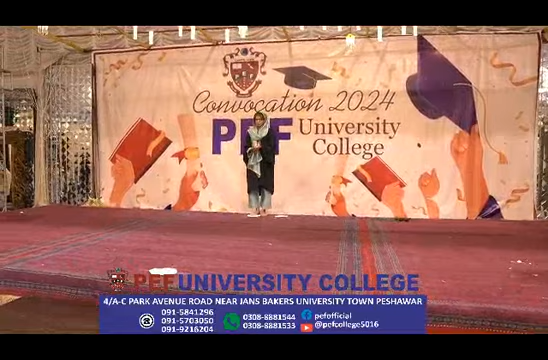 Convocation 2024
PEF University
College
PEF UNIVERSITY COLLEGE
4/A-C PARK AVENUE ROAD NEAR JANS BAKERS UNIVERSITY TOWN PESHAWAR
091-5841296
091-5703050
091-9216204
0308-8881544
0308-8881533
pefofficial
@pefcollege5016